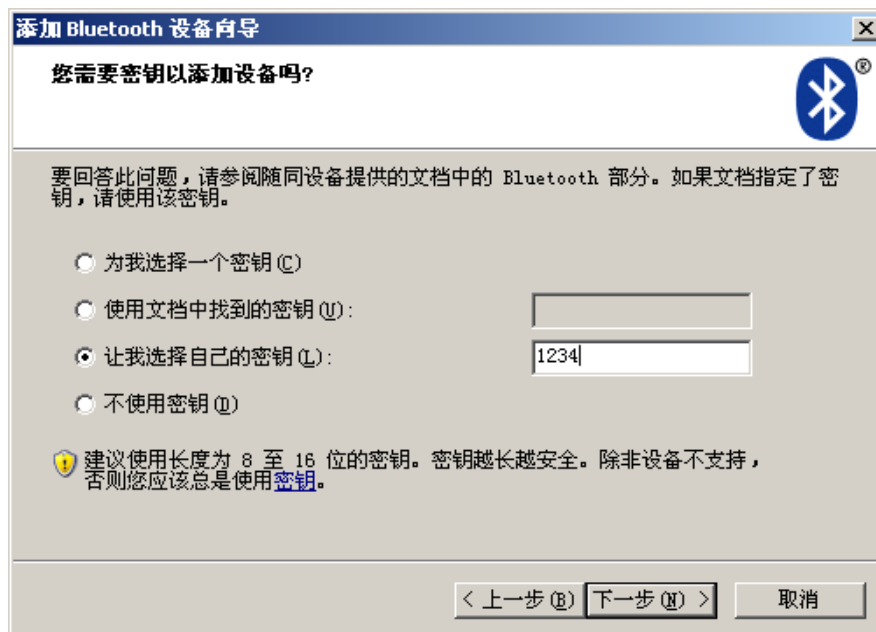 添加 Bluetooth 设备向导
您需要密钥以添加设备吗?
®
要回答此问题，请参阅随同设备提供的文档中的 Bluetooth 部分。如果文档指定了密
钥，请使用该密钥。
为我选择一个密钥(C)
使用文档中找到的密钥(U):
让我选择自己的密钥(L): 1234
不使用密钥(D)
建议使用长度为 8 至 16 位的密钥。密钥越长越安全。除非设备不支持，
否则您应该总是使用密钥。
< 上一步(B) 下一步(N) > 取消